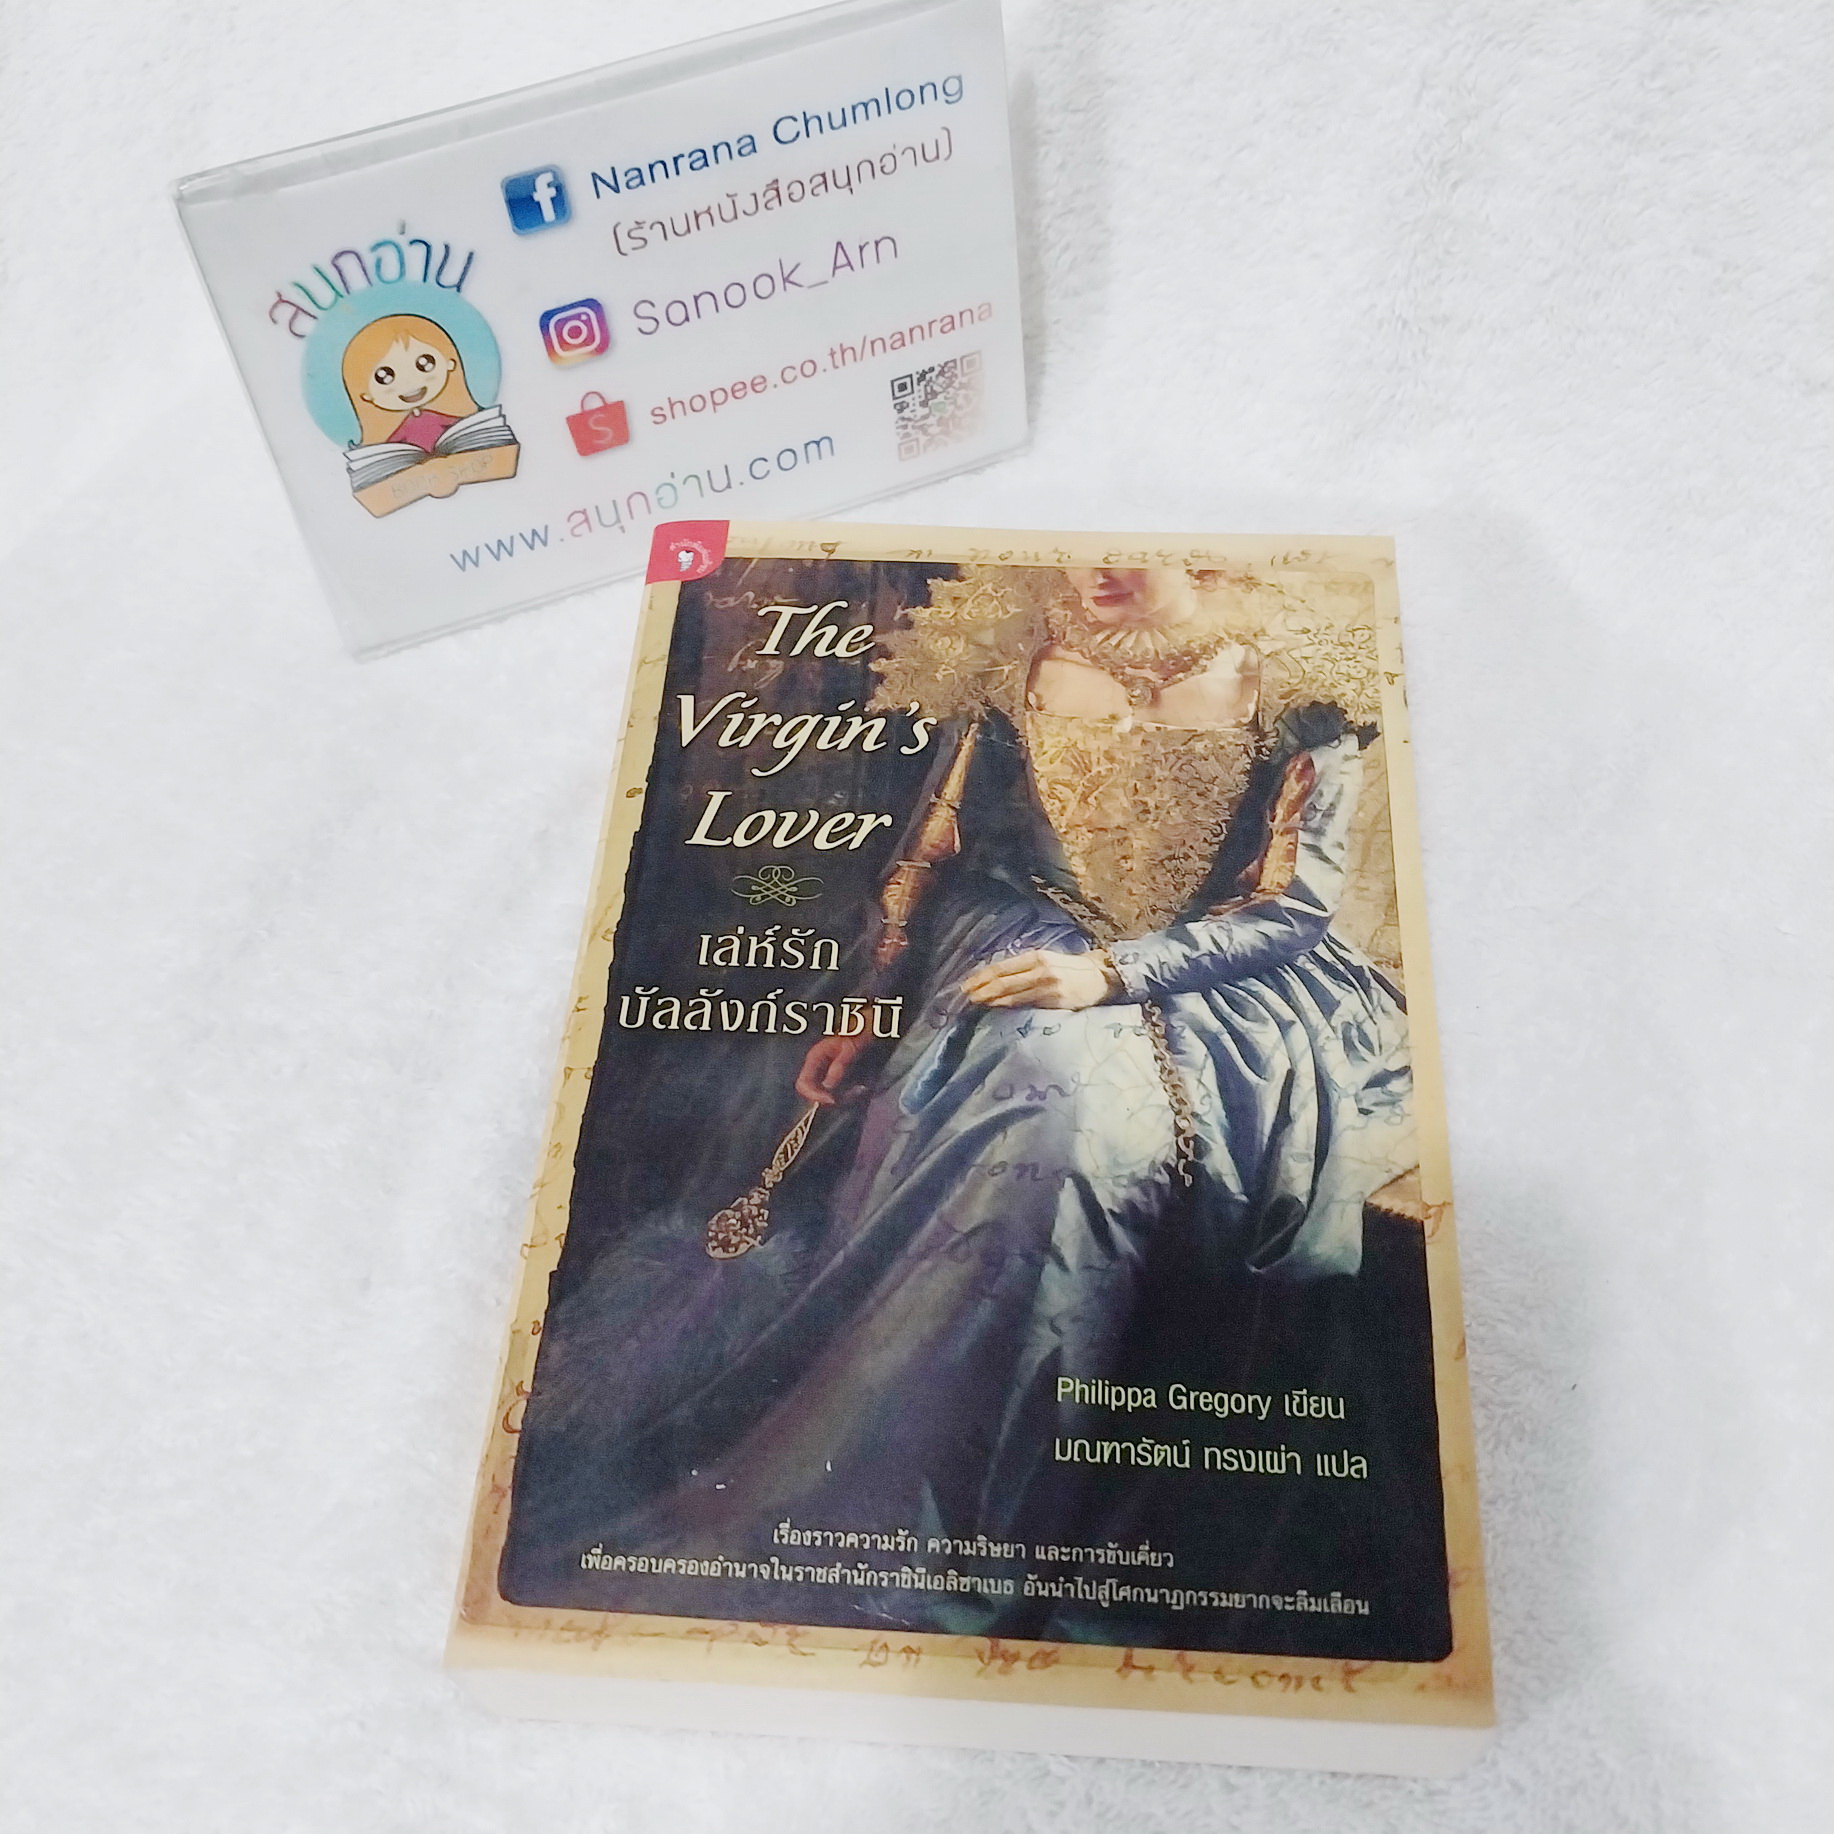 สนุกอ่าน
Nanrana Chumlong
(ร้านหนังสือสนุกอ่าน)
Sanook_Arn
shopee.co.th/nanrana
www.สนุกอ่าน.com
BOOK SHOP
The
Virgin's
Lover
เล่ห์รัก
บัลลังก์ราชินี
Philippa Gregory เขียน
มณฑารัตน์ ทรงเผ่า แปล
เรื่องราวความรัก ความริษยา และการขับเคี่ยว
เพื่อครอบครองอำนาจในราชสำนักราชินีเอลิซาเบธ อันนำไปสู่โศกนาฏกรรมยากจะลืมเลือน